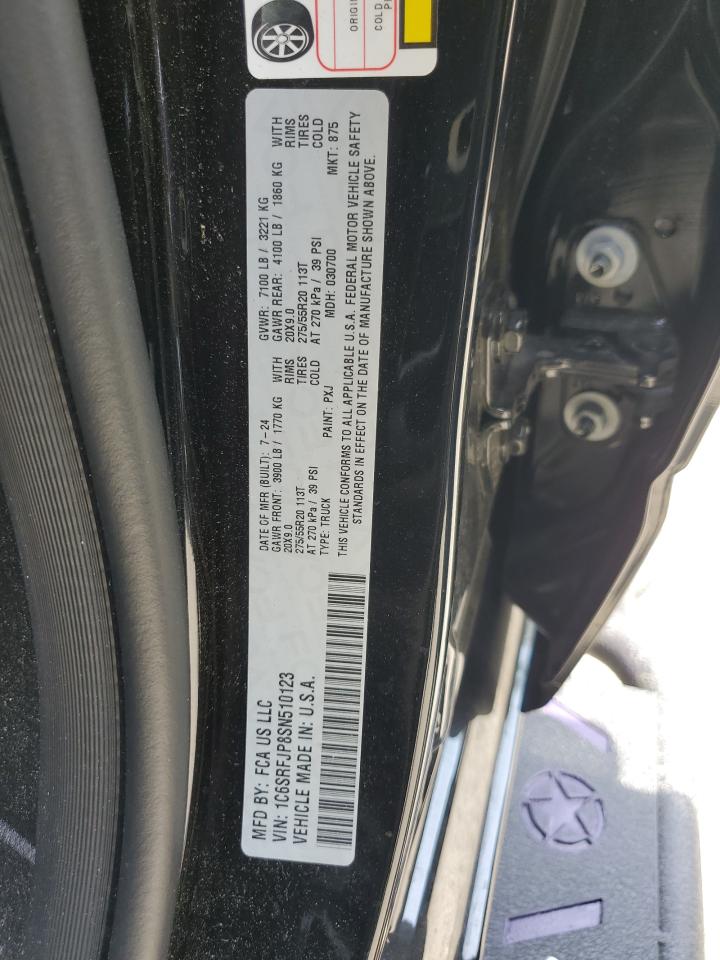 ORIGI
COLD
MFD BY: FCA US LLC
VIN: 1C6SRFJP8SN510123
VEHICLE MADE IN: U.S.A.
DATE OF MFR (BUILT): 7-24
GVWR: 7100 LB / 3221 KG
GAWR FRONT: 3900 LB / 1770 KG WITH
GAWR REAR: 4100 LB / 1860 KG WITH
20X9.0 RIMS
20X9.0 RIMS
275/55R20 113T TIRES
275/55R20 113T TIRES
AT 270 kPa / 39 PSI COLD
AT 270 kPa / 39 PSI COLD
TYPE: TRUCK PAINT: PXJ MDH: 030700 MKT: 875
THIS VEHICLE CONFORMS TO ALL APPLICABLE U.S.A. FEDERAL MOTOR VEHICLE SAFETY
STANDARDS IN EFFECT ON THE DATE OF MANUFACTURE SHOWN ABOVE.